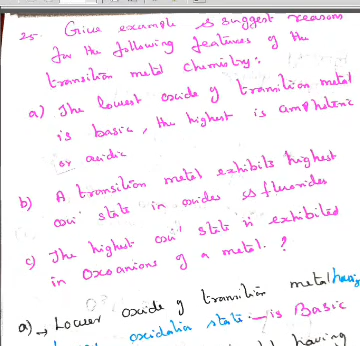 25. Give example & suggest reasons
for the following features of the
transition metal chemistry:
a) The lowest oxide of transition metal
is basic, the highest is amphoteric
or acidic
b) A transition metal exhibits highest
oxi' state in oxides & fluorides
c) The highest oxi' state is exhibited
in oxoanions of a metal. ?
a) → Lower oxide of transition metal having
oxidation state — is Basic
having